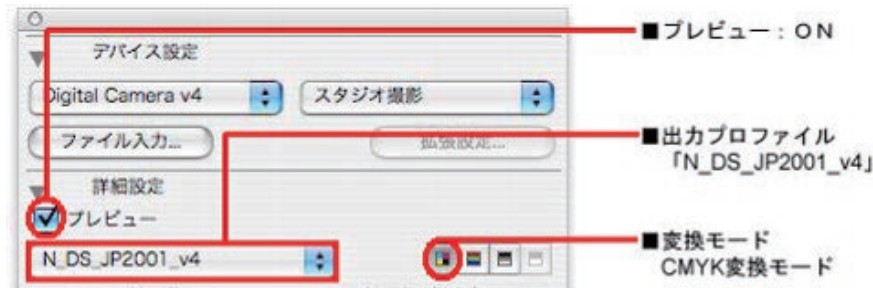 デバイス設定
Digital Camera v4
スタジオ撮影
ファイル入力...
拡張設定...
詳細設定
プレビュー
N_DS_JP2001_v4
■プレビュー：ＯＮ
■出力プロファイル
「N_DS_JP2001_v4」
■変換モード
CMYK変換モード